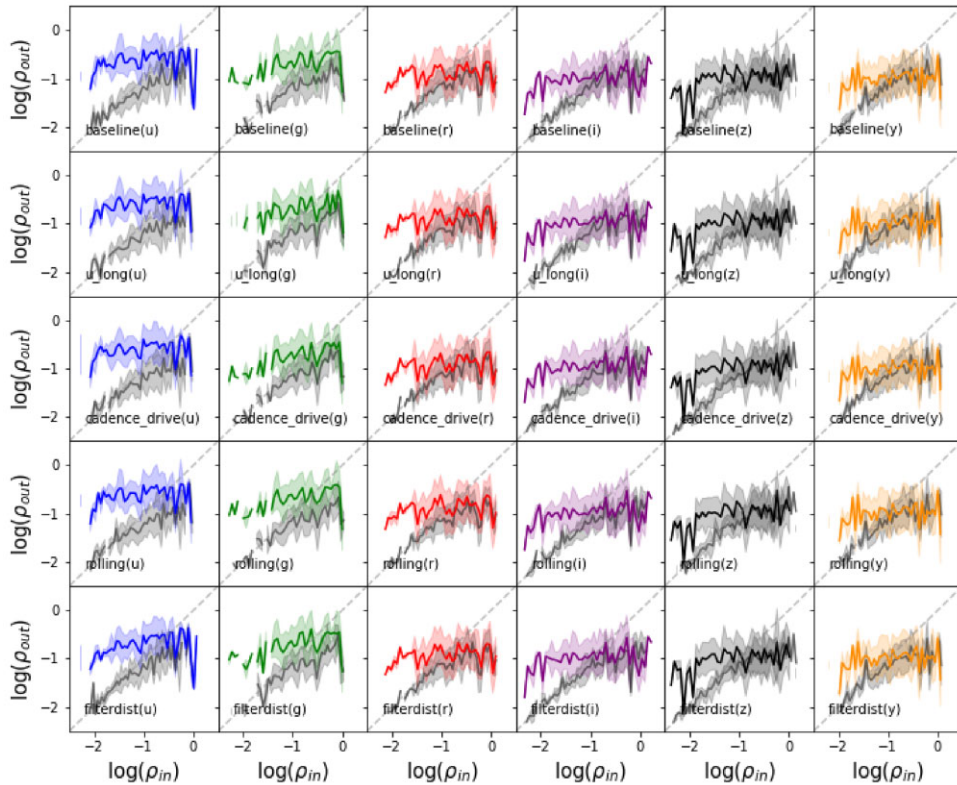 0
−1
−2
log(ρout)
baseline(u) baseline(g) baseline(r) baseline(i) baseline(z) baseline(y)
0
−1
−2
log(ρout)
u_long(u) u_long(g) u_long(r) u_long(i) u_long(z) u_long(y)
0
−1
−2
log(ρout)
cadence_drive(u) cadence_drive(g) cadence_drive(r) cadence_drive(i) cadence_drive(z) cadence_drive(y)
0
−1
−2
log(ρout)
rolling(u) rolling(g) rolling(r) rolling(i) rolling(z) rolling(y)
0
−1
−2
log(ρout)
filterdist(u) filterdist(g) filterdist(r) filterdist(i) filterdist(z) filterdist(y)
−2 −1 0 −2 −1 0 −2 −1 0 −2 −1 0 −2 −1 0 −2 −1 0
log(ρin) log(ρin) log(ρin) log(ρin) log(ρin) log(ρin)